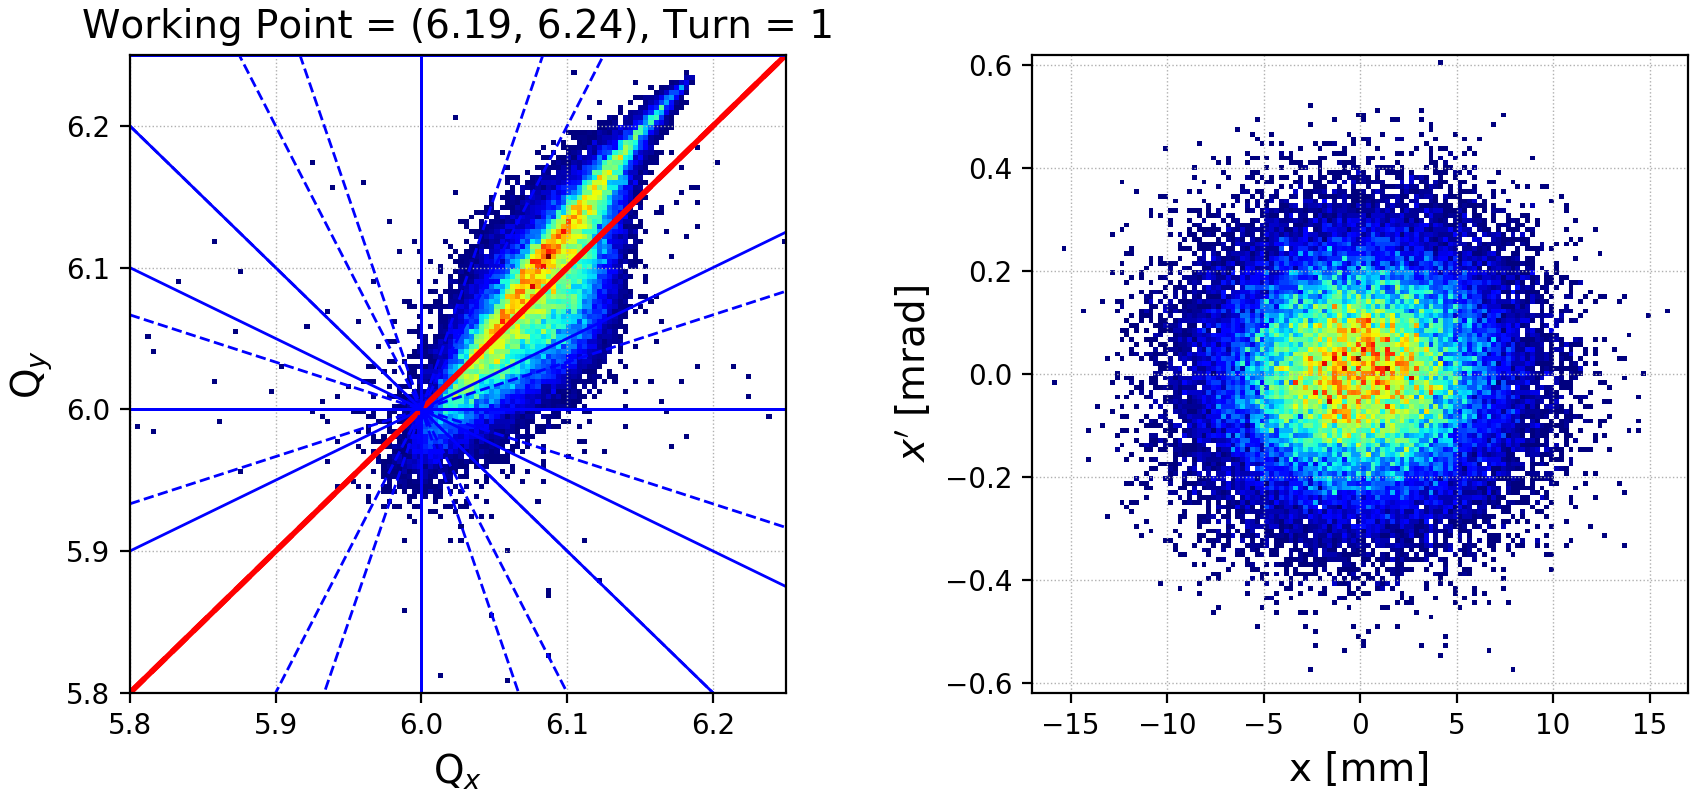 Working Point = (6.19, 6.24), Turn = 1
6.2
6.1
6.0
5.9
5.8
Q_y
5.8 5.9 6.0 6.1 6.2
Q_x
0.6
0.4
0.2
0.0
−0.2
−0.4
−0.6
x′ [mrad]
−15 −10 −5 0 5 10 15
x [mm]